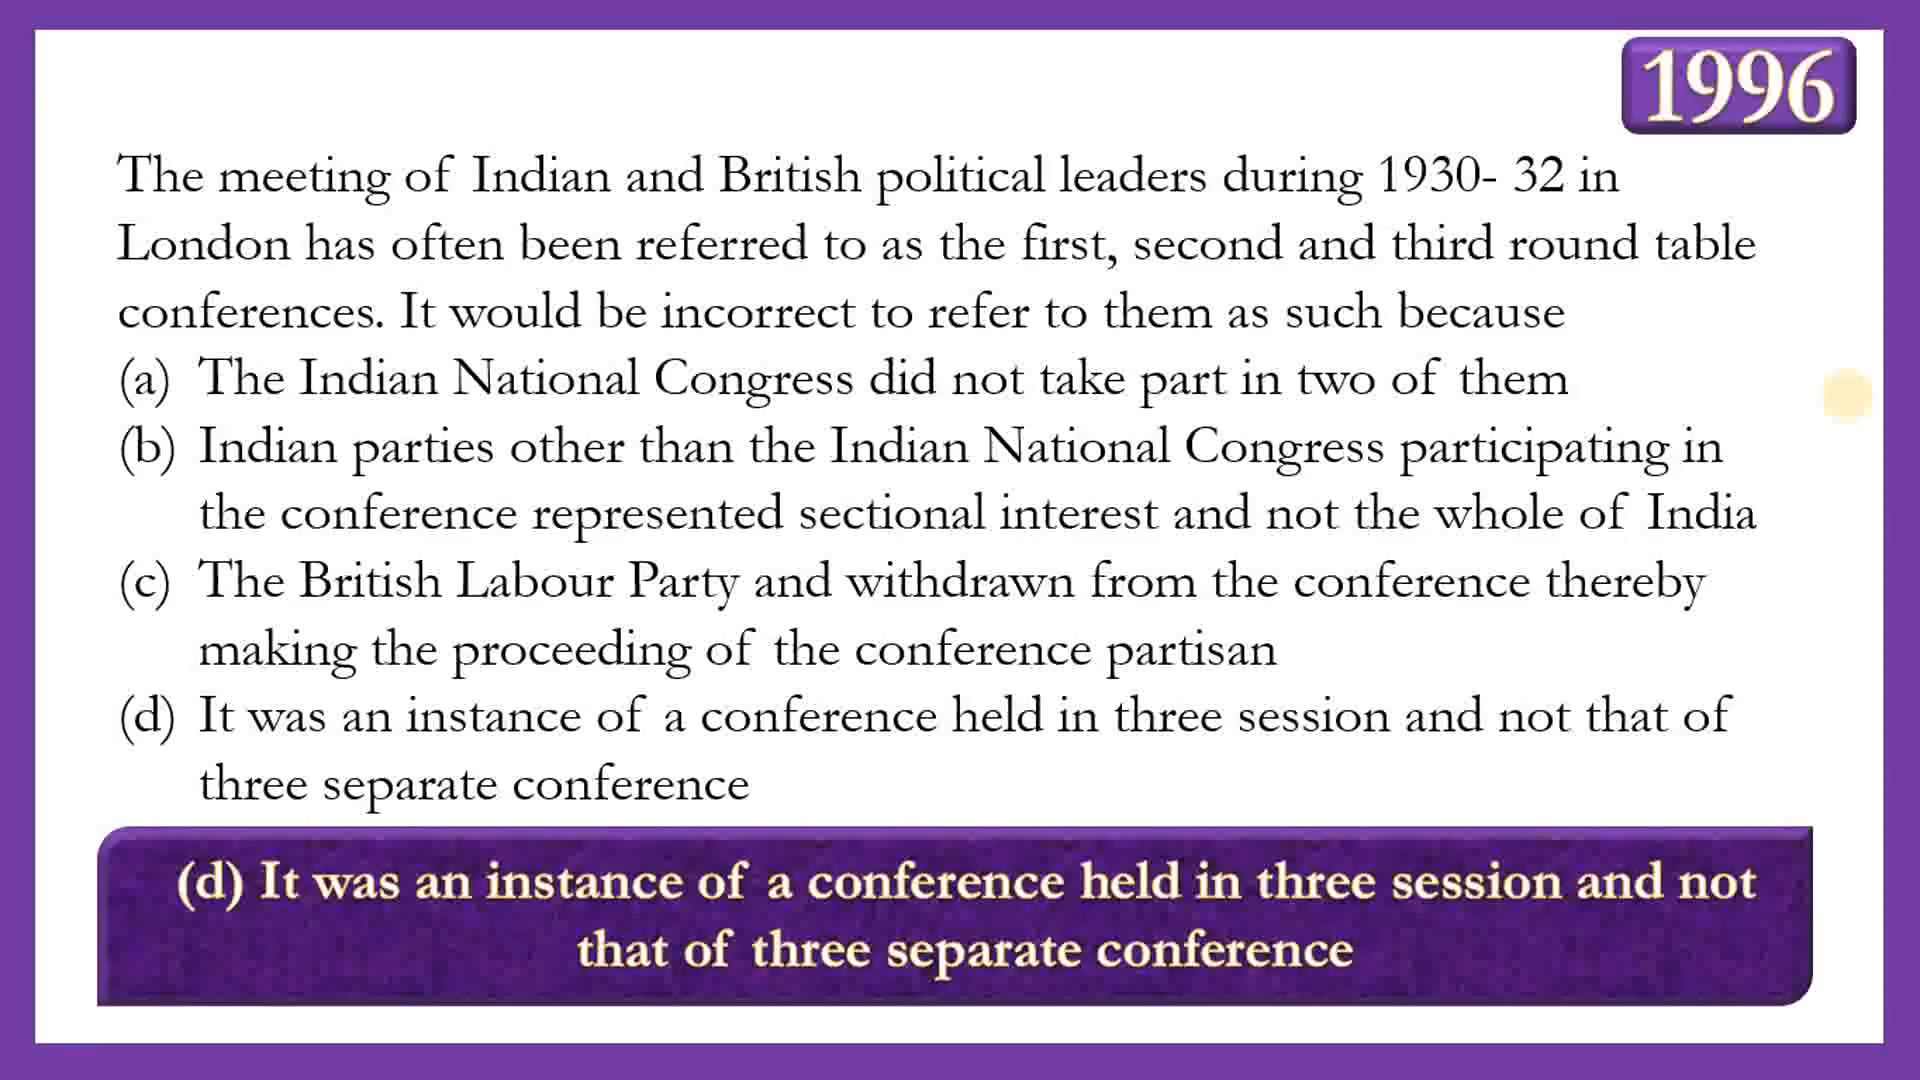 1996
The meeting of Indian and British political leaders during 1930- 32 in
London has often been referred to as the first, second and third round table
conferences. It would be incorrect to refer to them as such because
(a) The Indian National Congress did not take part in two of them
(b) Indian parties other than the Indian National Congress participating in
the conference represented sectional interest and not the whole of India
(c) The British Labour Party and withdrawn from the conference thereby
making the proceeding of the conference partisan
(d) It was an instance of a conference held in three session and not that of
three separate conference
(d) It was an instance of a conference held in three session and not
that of three separate conference